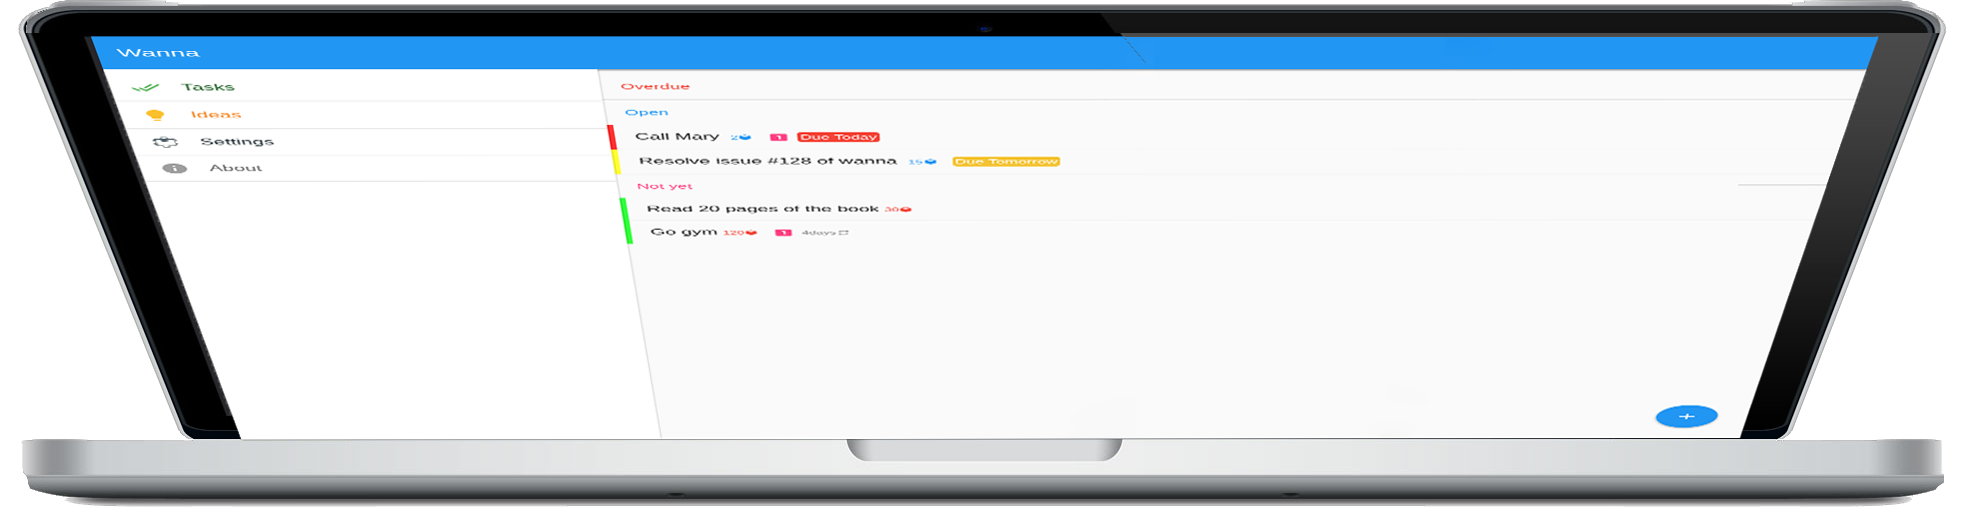 Wanna
Tasks
Ideas
Settings
About
Overdue
Open
Call Mary 2 1 Due Today
Resolve issue #128 of wanna 15 Due Tomorrow
Not yet
Read 20 pages of the book 30
Go gym 120 1 4days